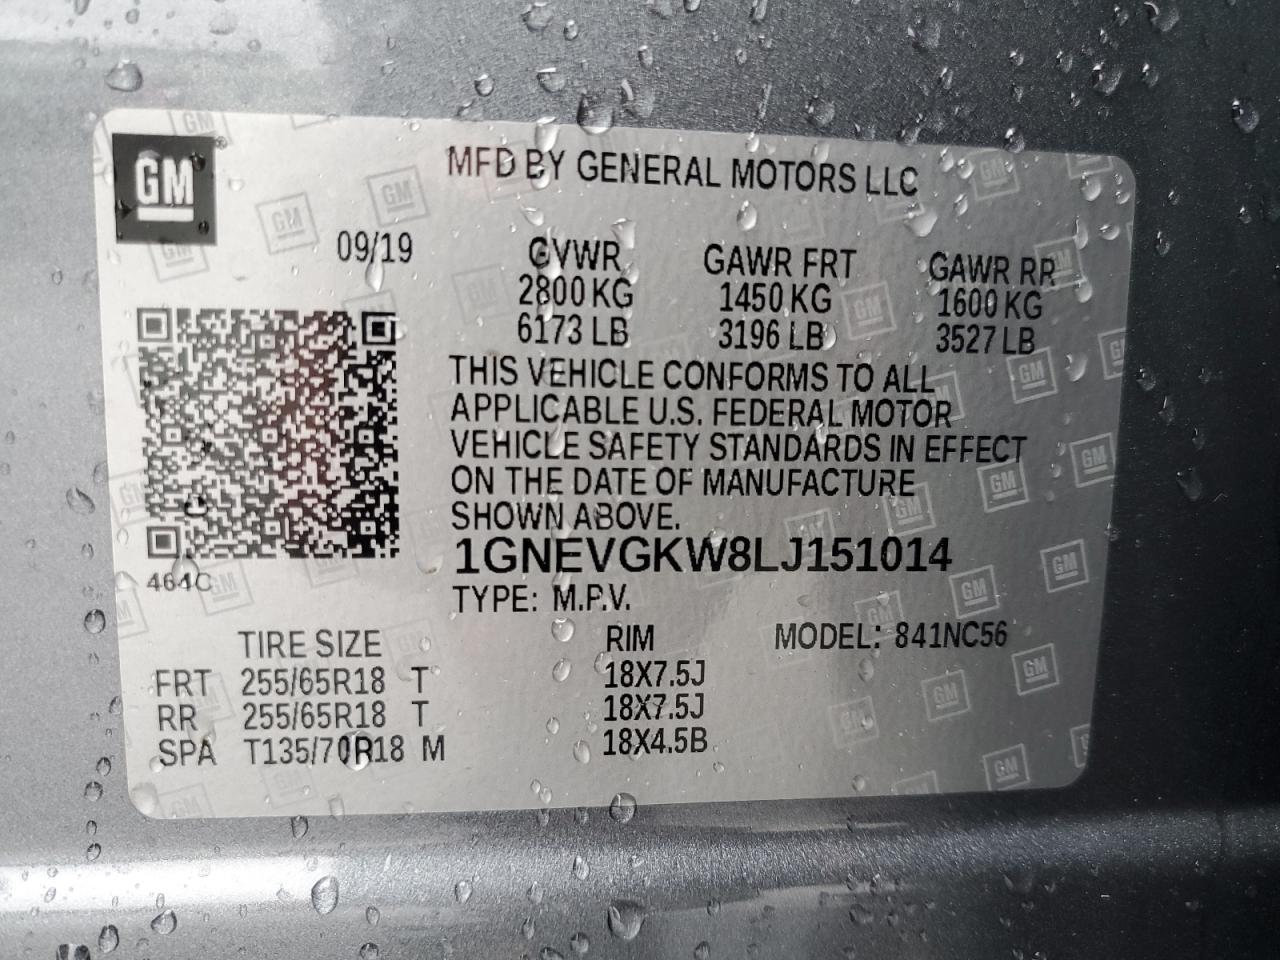 GM
MFD BY GENERAL MOTORS LLC
09/19 GVWR GAWR FRT GAWR RR
2800 KG 1450 KG 1600 KG
6173 LB 3196 LB 3527 LB
THIS VEHICLE CONFORMS TO ALL
APPLICABLE U.S. FEDERAL MOTOR
VEHICLE SAFETY STANDARDS IN EFFECT
ON THE DATE OF MANUFACTURE
SHOWN ABOVE.
1GNEVGKW8LJ151014
464C
TYPE: M.P.V.
TIRE SIZE RIM MODEL: 841NC56
FRT 255/65R18 T 18X7.5J
RR 255/65R18 T 18X7.5J
SPA T135/70R18 M 18X4.5B